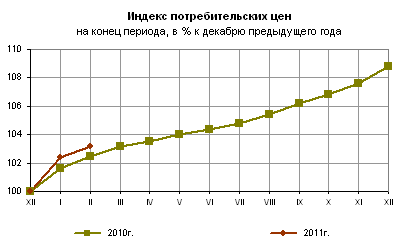 Индекс потребительских цен
на конец периода, в % к декабрю предыдущего года
110
108
106
104
102
100
XII I II III IV V VI VII VIII IX X XI XII
2010г. 2011г.